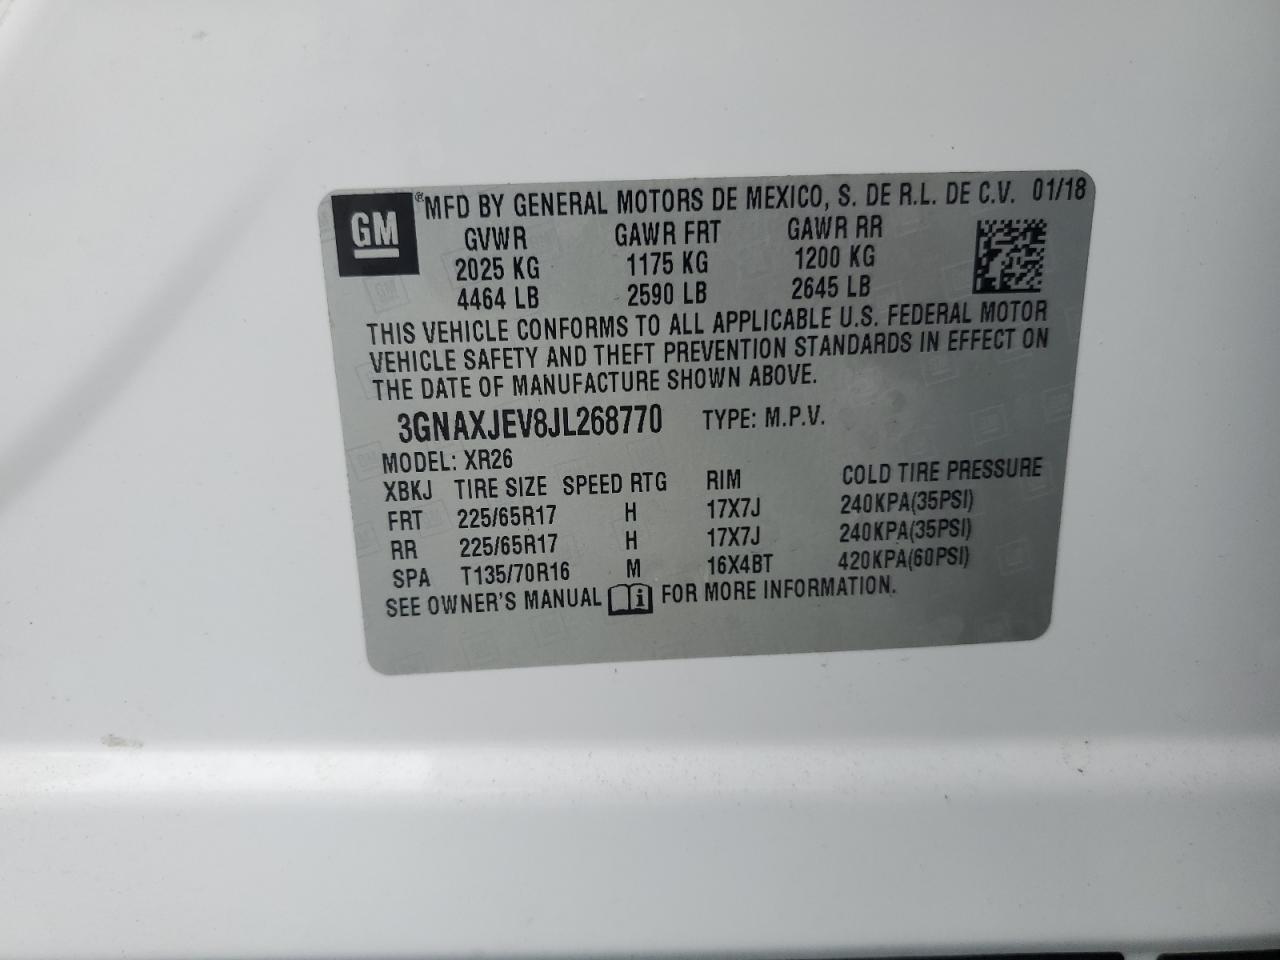 GM ® MFD BY GENERAL MOTORS DE MEXICO, S. DE R.L. DE C.V. 01/18
GVWR GAWR FRT GAWR RR
2025 KG 1175 KG 1200 KG
4464 LB 2590 LB 2645 LB
THIS VEHICLE CONFORMS TO ALL APPLICABLE U.S. FEDERAL MOTOR
VEHICLE SAFETY AND THEFT PREVENTION STANDARDS IN EFFECT ON
THE DATE OF MANUFACTURE SHOWN ABOVE.
3GNAXJEV8JL268770 TYPE: M.P.V.
MODEL: XR26
XBKJ TIRE SIZE SPEED RTG RIM COLD TIRE PRESSURE
FRT 225/65R17 H 17X7J 240KPA(35PSI)
RR 225/65R17 H 17X7J 240KPA(35PSI)
SPA T135/70R16 M 16X4BT 420KPA(60PSI)
SEE OWNER'S MANUAL i FOR MORE INFORMATION.